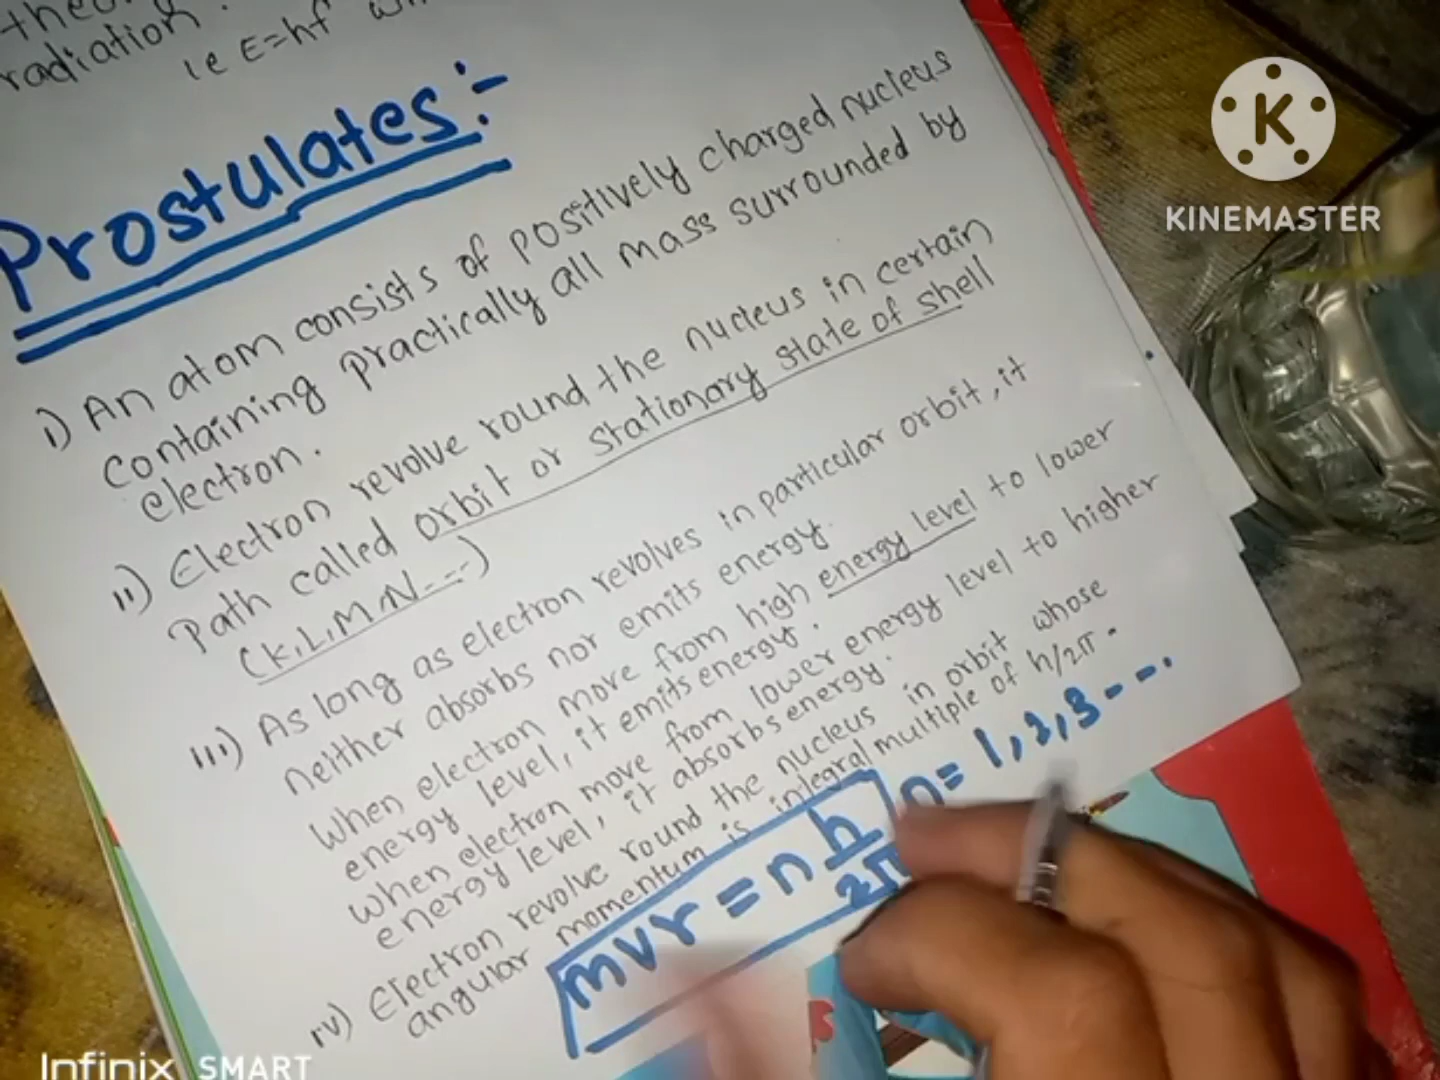 theory
radiation.
ie E=hf
Prostulates:-
i) An atom consists of positively charged nucleus
containing practically all mass surrounded by
electron.
ii) Electron revolve round the nucleus in certain
Path called orbit or stationary state of shell
(K,L,M,N---)
iii) As long as electron revolves in particular orbit, it
neither absorbs nor emits energy.
When electron move from high energy level to lower
energy level, it emits energy.
When electron move from lower energy level to higher
energy level, it absorbs energy.
iv) Electron revolve round the nucleus in orbit whose
angular momentum is integral multiple of h/2π.
mvr = n h/2π n = 1, 2, 3 ---.
KINEMASTER
Infinix SMART